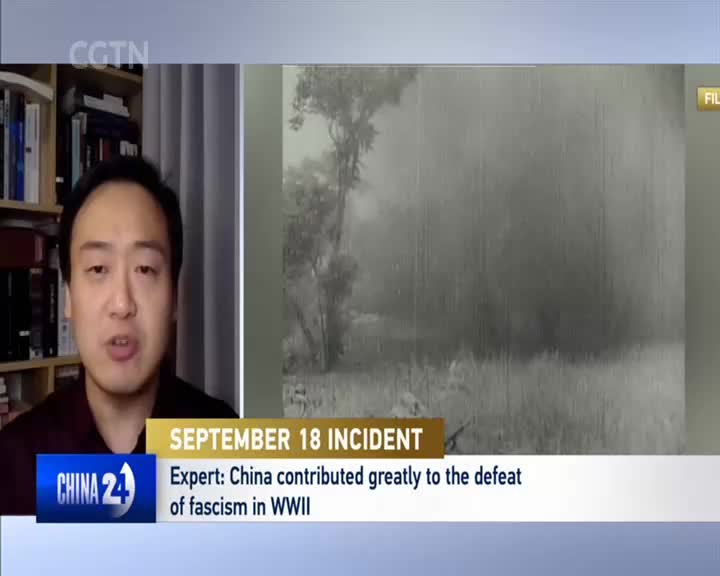 CGTN
FIL
SEPTEMBER 18 INCIDENT
CHINA 24
Expert: China contributed greatly to the defeat
of fascism in WWII